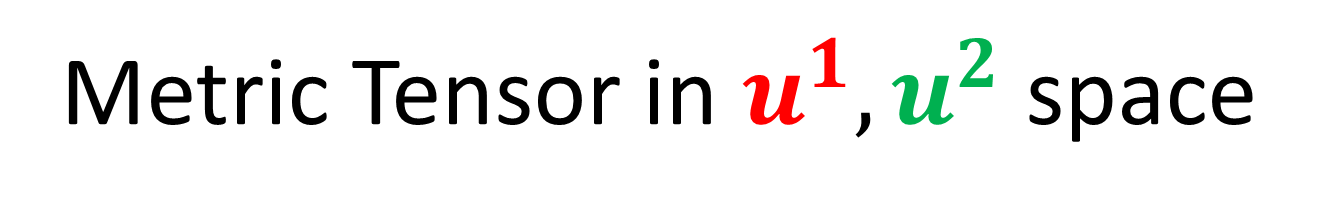 Metric Tensor in u¹, u² space